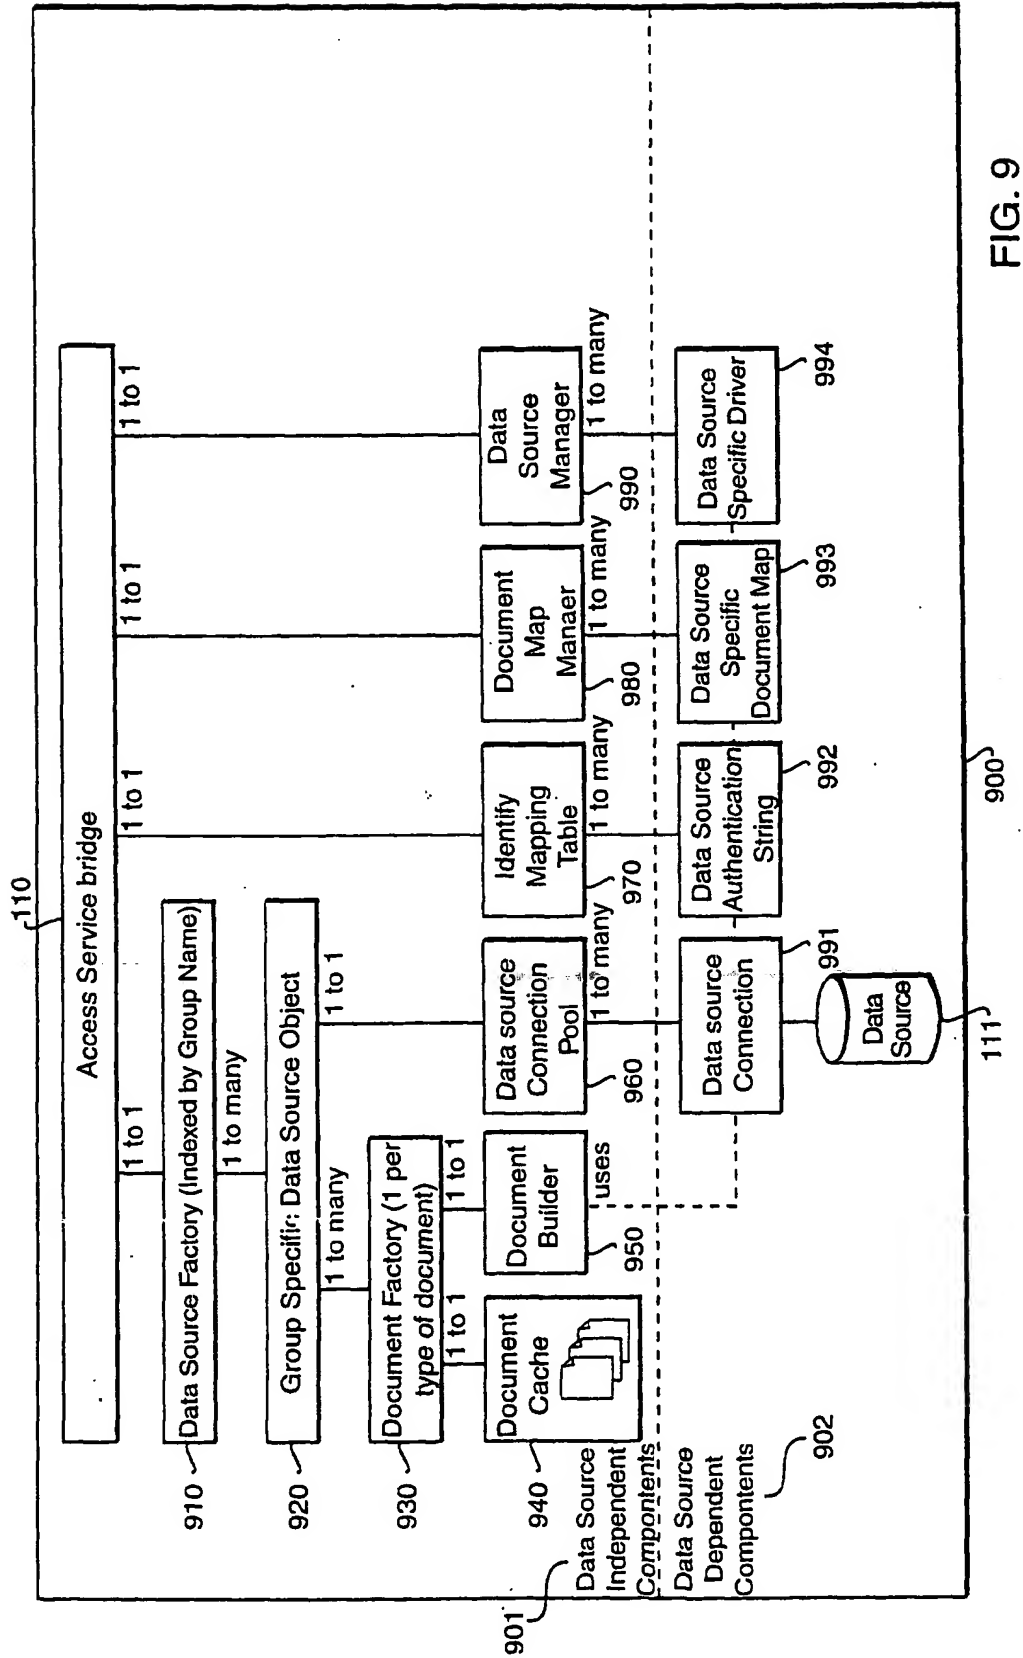 110
Access Service bridge
1 to 1
1 to 1
1 to 1
1 to 1
910
Data Source Factory (Indexed by Group Name)
1 to many
920
Group Specific Data Source Object
1 to many
1 to 1
930
Document Factory (1 per
type of document)
1 to 1
1 to 1
940
Document
Cache
Document
Builder
950
uses
Data source
Connection
Pool
960
1 to many
Identify
Mapping
Table
970
1 to many
Document
Map
Manaer
980
1 to many
Data
Source
Manager
990
1 to many
901
Data Source
Independent
Compontents
Data Source
Dependent
Compontents
902
Data source
Connection
991
Data Source
Authentication
String
992
Data Source
Specific
Document Map
993
Data Source
Specific Driver
994
Data
Source
111
900
FIG. 9